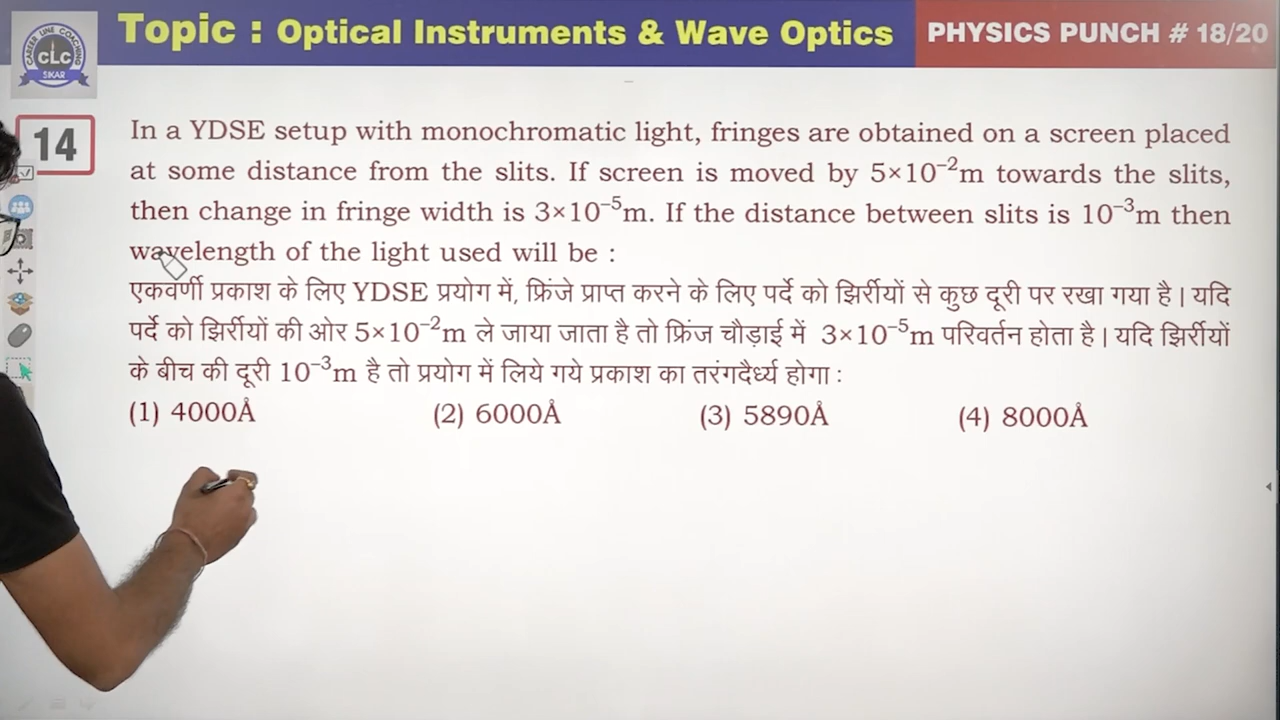 CAREER LINE COACHING
CLC
SIKAR
Topic : Optical Instruments & Wave Optics
PHYSICS PUNCH # 18/20
14
In a YDSE setup with monochromatic light, fringes are obtained on a screen placed
at some distance from the slits. If screen is moved by 5×10⁻²m towards the slits,
then change in fringe width is 3×10⁻⁵m. If the distance between slits is 10⁻³m then
wavelength of the light used will be :
एकवर्णी प्रकाश के लिए YDSE प्रयोग में, फ्रिंजे प्राप्त करने के लिए पर्दे को झिर्रीयों से कुछ दूरी पर रखा गया है। यदि
पर्दे को झिर्रीयों की ओर 5×10⁻²m ले जाया जाता है तो फ्रिंज चौड़ाई में 3×10⁻⁵m परिवर्तन होता है। यदि झिर्रीयों
के बीच की दूरी 10⁻³m है तो प्रयोग में लिये गये प्रकाश का तरंगदैर्ध्य होगा :
(1) 4000Å (2) 6000Å (3) 5890Å (4) 8000Å